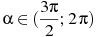 α ∈ (3π/2; 2π)